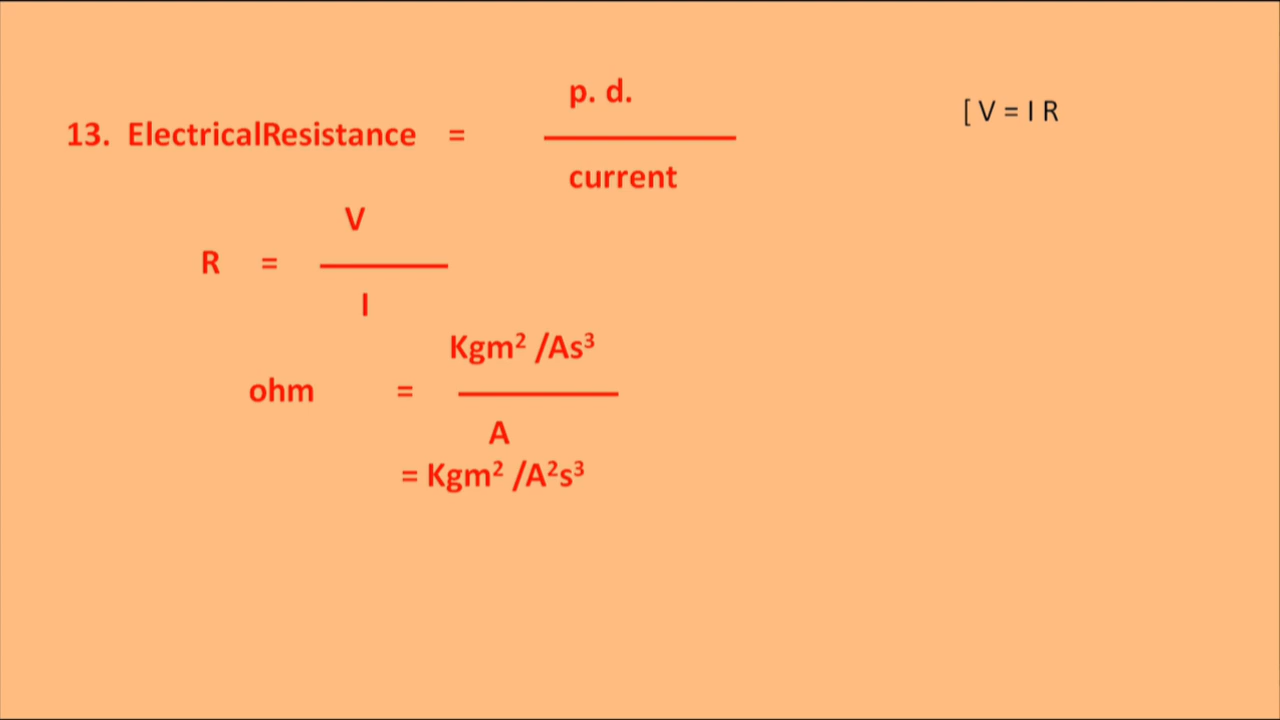 p. d.
[ V = I R
13. ElectricalResistance =
current
V
R =
I
Kgm² /As³
ohm =
A
= Kgm² /A²s³